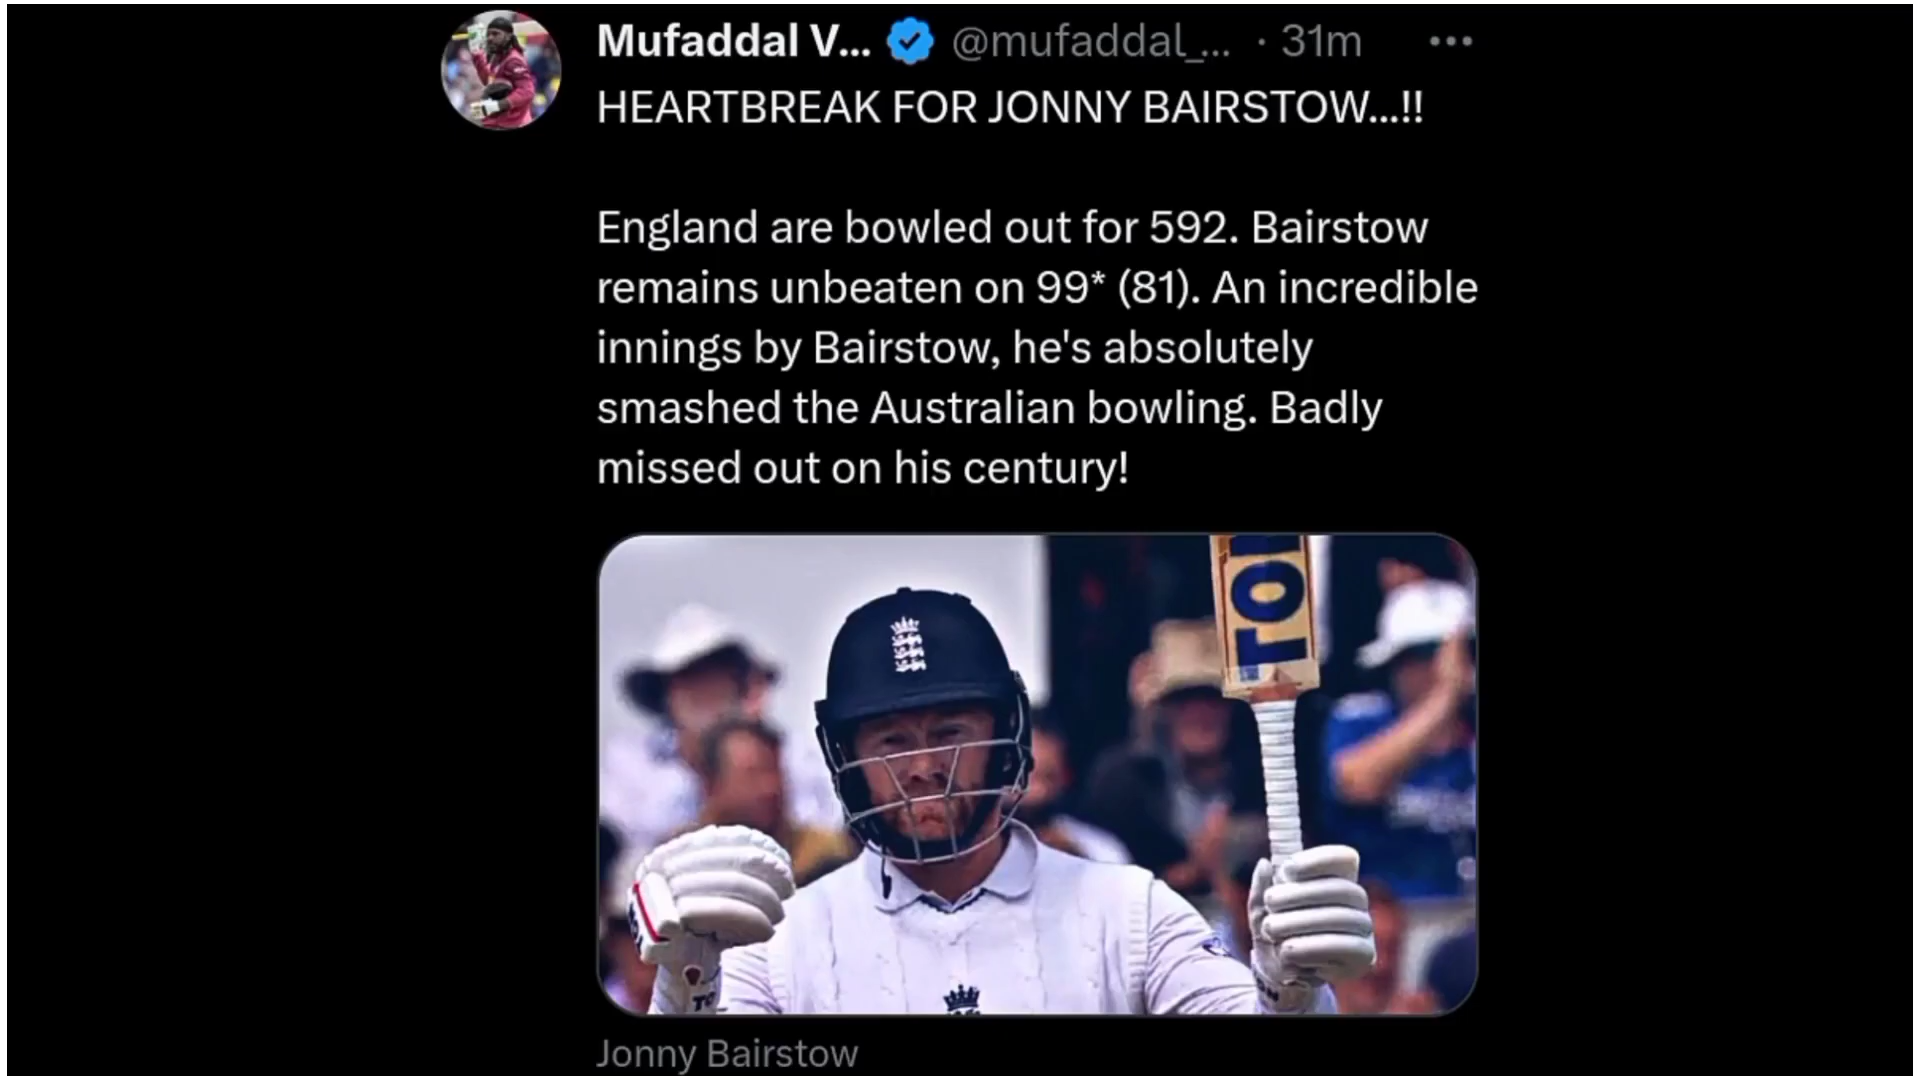 Mufaddal V... @mufaddal_... · 31m
HEARTBREAK FOR JONNY BAIRSTOW...!!
England are bowled out for 592. Bairstow
remains unbeaten on 99* (81). An incredible
innings by Bairstow, he's absolutely
smashed the Australian bowling. Badly
missed out on his century!
TO
Jonny Bairstow